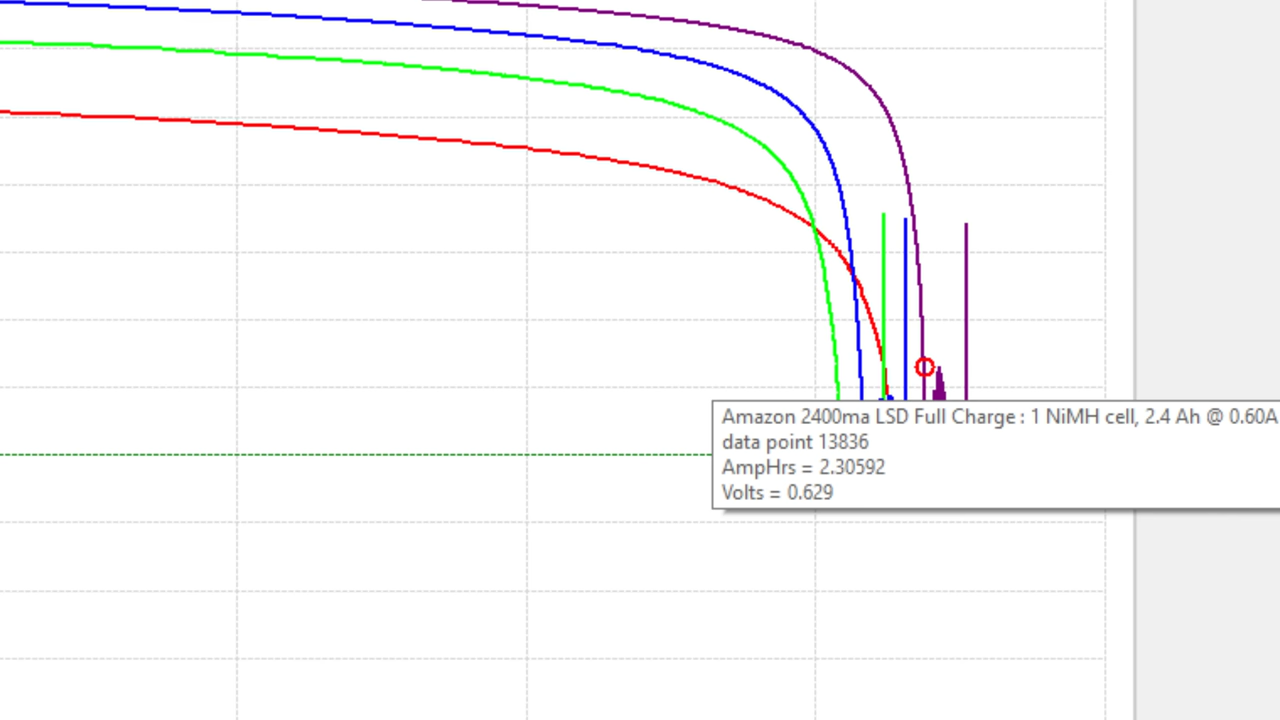 Amazon 2400ma LSD Full Charge : 1 NiMH cell, 2.4 Ah @ 0.60A
data point 13836
AmpHrs = 2.30592
Volts = 0.629